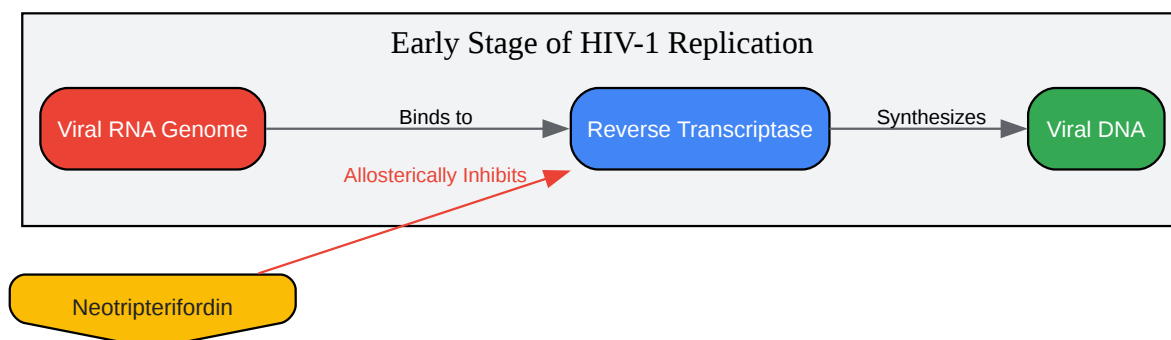 Early Stage of HIV-1 Replication
Viral RNA Genome
Binds to
Reverse Transcriptase
Synthesizes
Viral DNA
Allosterically Inhibits
Neotripterifordin